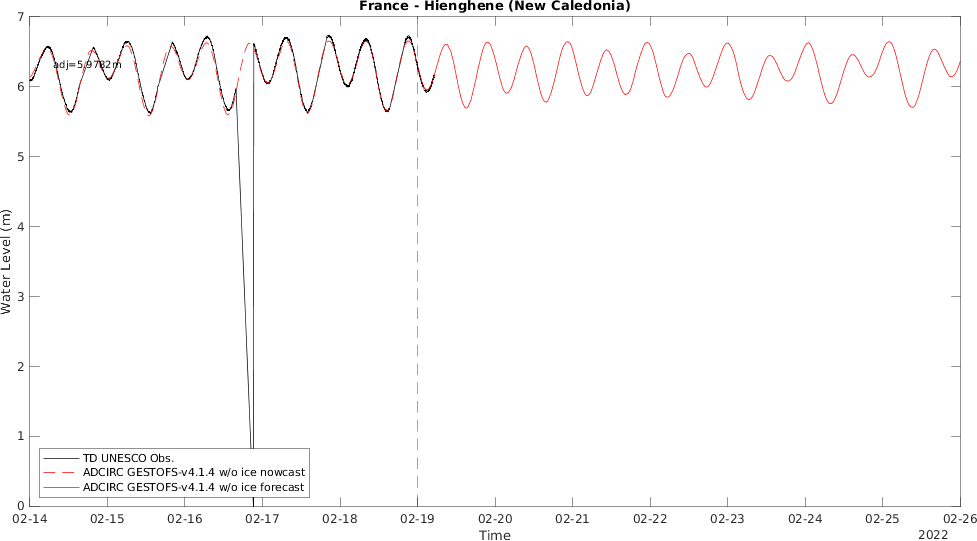 France - Hienghene (New Caledonia)
7
6
5
4
3
2
1
0
Water Level (m)
adj=5.9782m
TD UNESCO Obs.
ADCIRC GESTOFS-v4.1.4 w/o ice nowcast
ADCIRC GESTOFS-v4.1.4 w/o ice forecast
02-14 02-15 02-16 02-17 02-18 02-19 02-20 02-21 02-22 02-23 02-24 02-25 02-26
Time
2022